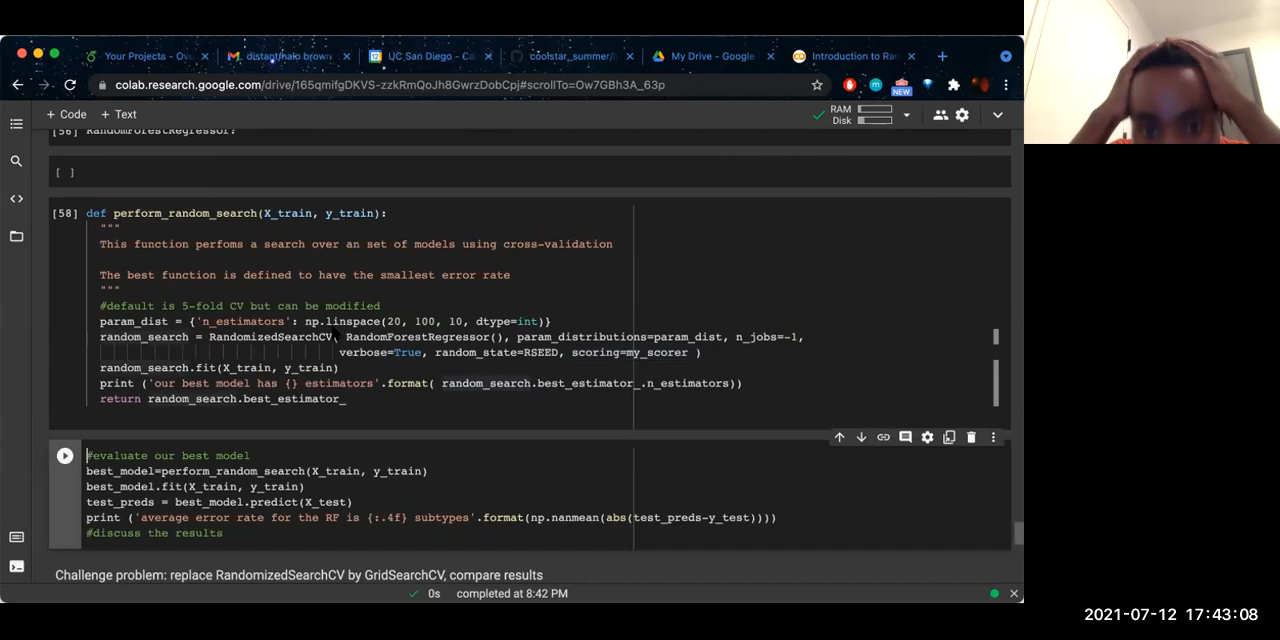 Your Projects - Ove
distant/halo brown
UC San Diego - Ca
coolstar_summer/
My Drive - Google
Introduction to Ra
colab.research.google.com/drive/165qmifgDKVS-zzkRmQoJh8GwrzDobCpj#scrollTo=Ow7GBh3A_63p
NEW
+ Code + Text
RAM
Disk
[56] RandomForestRegressor?
[ ]
[58] def perform_random_search(X_train, y_train):
"""
This function perfoms a search over an set of models using cross-validation
The best function is defined to have the smallest error rate
"""
#default is 5-fold CV but can be modified
param_dist = {'n_estimators': np.linspace(20, 100, 10, dtype=int)}
random_search = RandomizedSearchCV( RandomForestRegressor(), param_distributions=param_dist, n_jobs=-1,
verbose=True, random_state=RSEED, scoring=my_scorer )
random_search.fit(X_train, y_train)
print ('our best model has {} estimators'.format( random_search.best_estimator_.n_estimators))
return random_search.best_estimator_
#evaluate our best model
best_model=perform_random_search(X_train, y_train)
best_model.fit(X_train, y_train)
test_preds = best_model.predict(X_test)
print ('average error rate for the RF is {:.4f} subtypes'.format(np.nanmean(abs(test_preds-y_test))))
#discuss the results
Challenge problem: replace RandomizedSearchCV by GridSearchCV, compare results
0s completed at 8:42 PM
2021-07-12 17:43:08